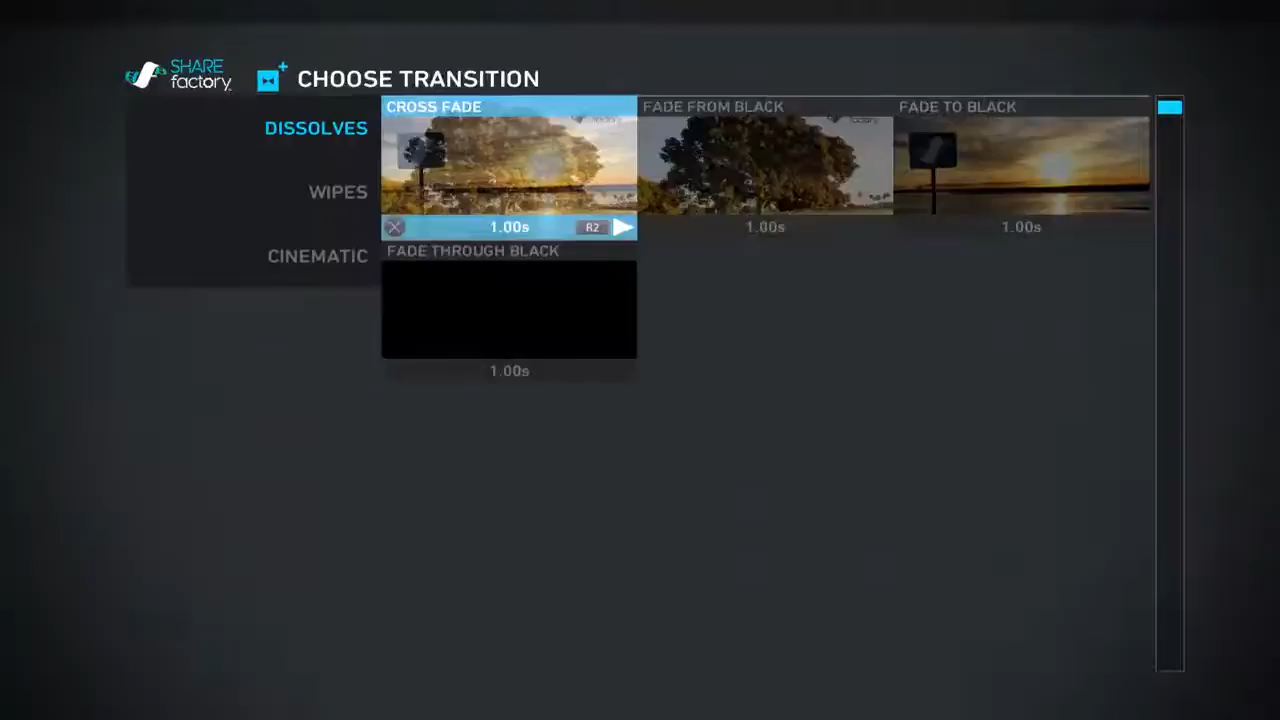 SHARE
factory
CHOOSE TRANSITION
DISSOLVES
WIPES
CINEMATIC
CROSS FADE
1.00s
R2
FADE FROM BLACK
factory
1.00s
FADE TO BLACK
1.00s
FADE THROUGH BLACK
1.00s